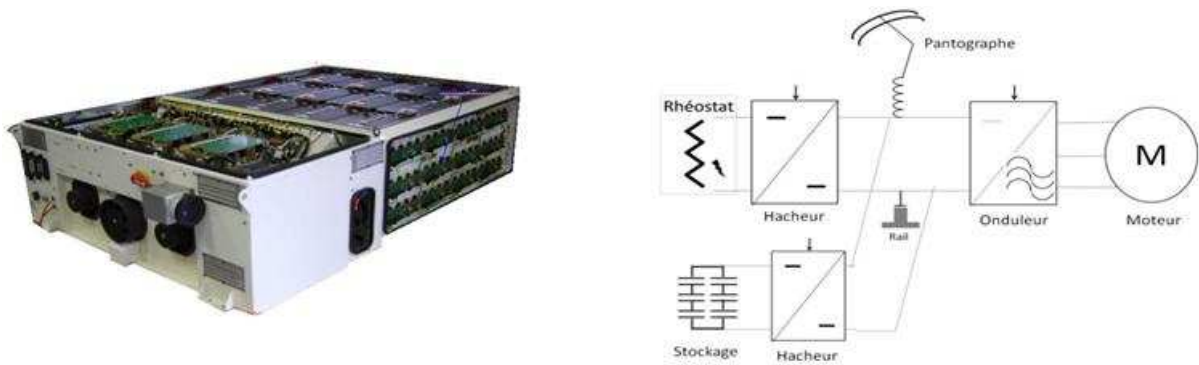 Pantographe
Rhéostat
Hacheur
Rail
Onduleur
M
Moteur
Stockage
Hacheur